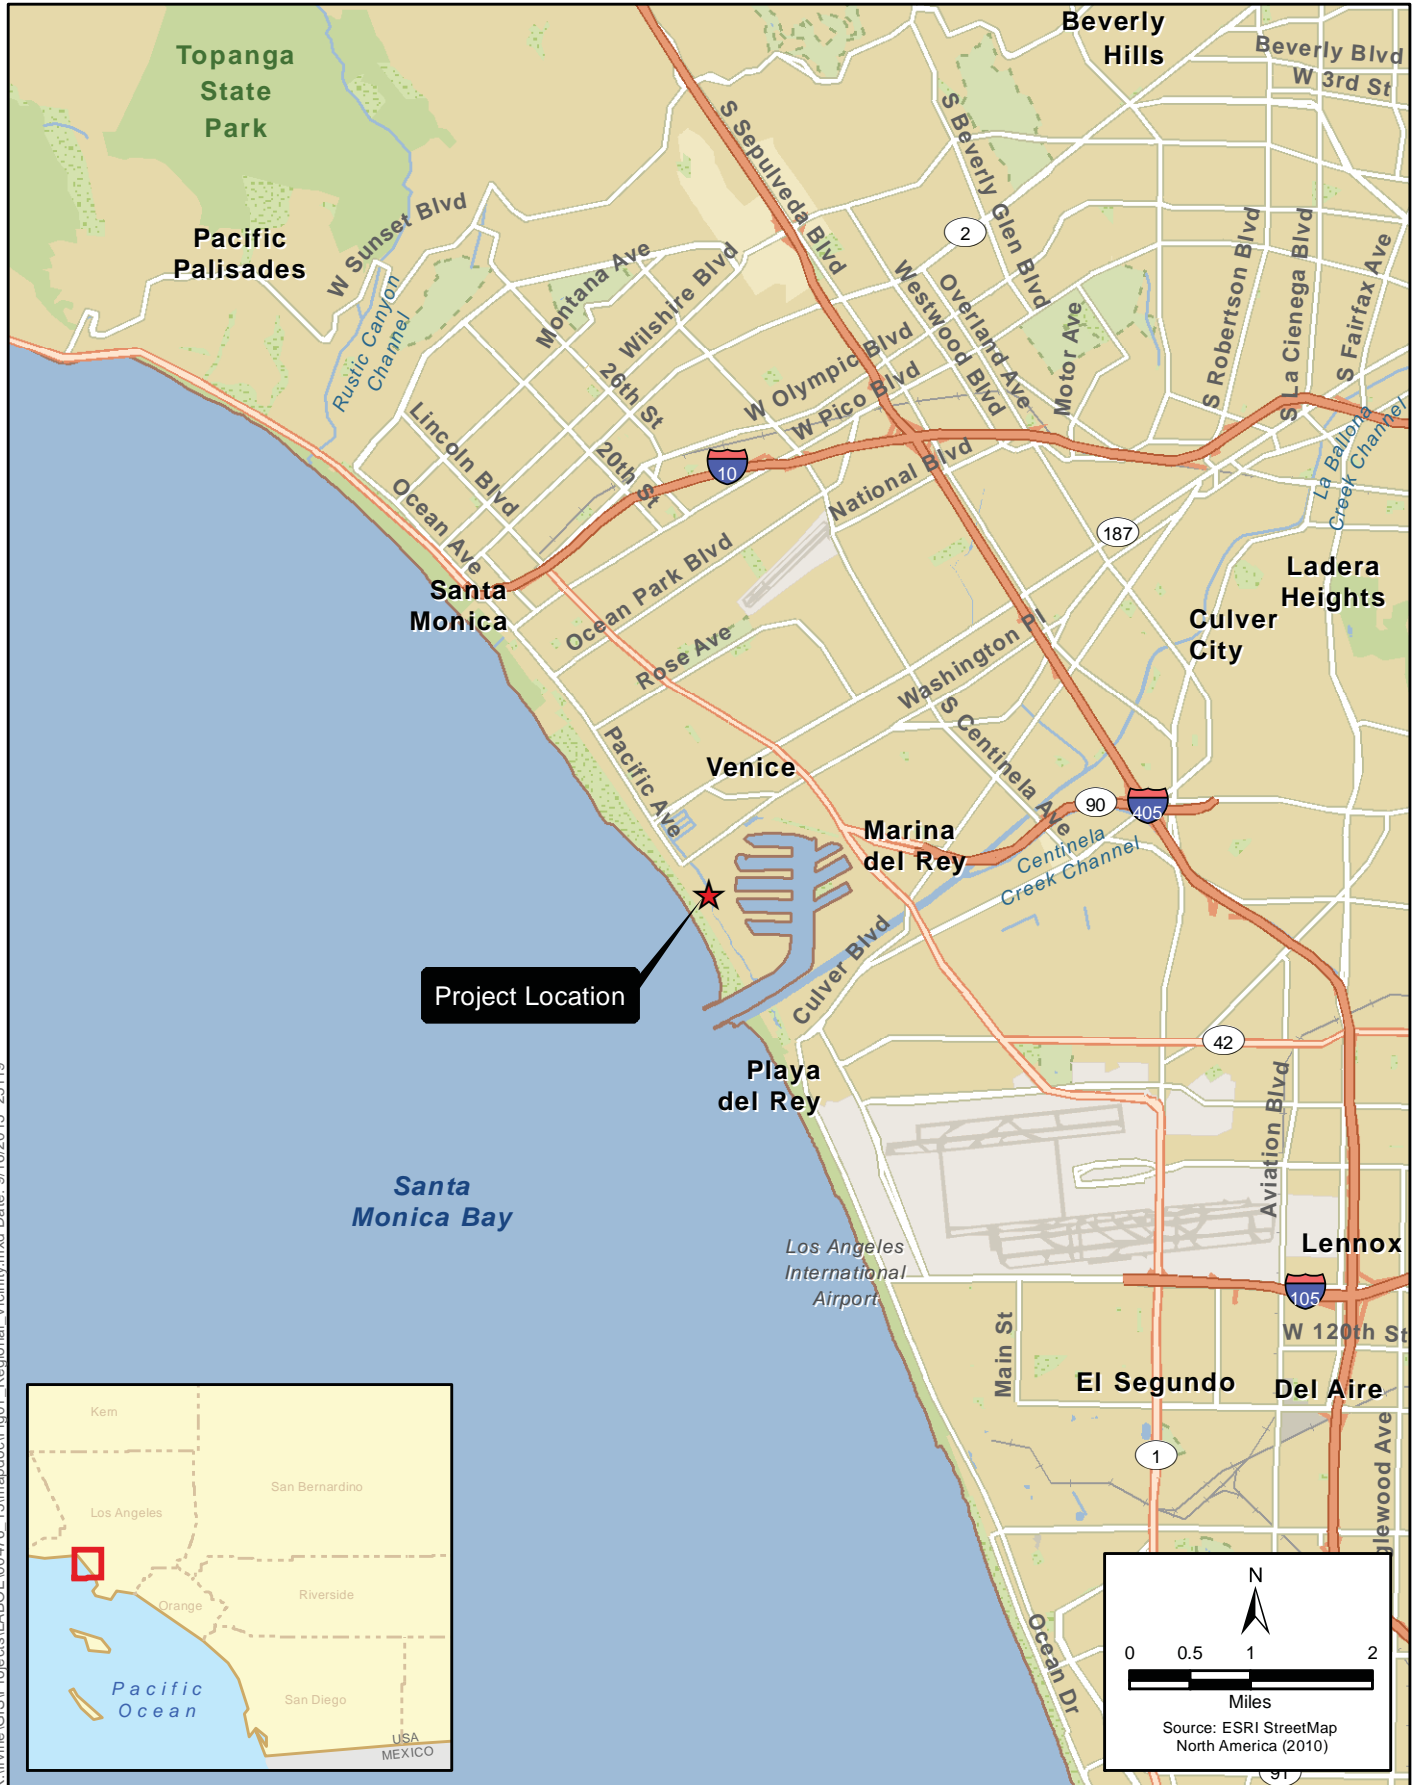 Beverly
Hills
Beverly Blvd
W 3rd St
Topanga
State
Park
S Sepulveda Blvd
S Beverly Glen Blvd
Pacific
Palisades
W Sunset Blvd
Rustic Canyon
Channel
Montana Ave
Wilshire Blvd
2
Westwood Blvd
Overland Ave
Motor Ave
S Robertson Blvd
S La Cienega Blvd
S Fairfax Ave
26th St
20th St
W Olympic Blvd
W Pico Blvd
Lincoln Blvd
Ocean Ave
10
National Blvd
La Ballona
Creek Channel
187
Santa
Monica
Ocean Park Blvd
Rose Ave
Washington Pl
Ladera
Heights
Culver
City
Pacific Ave
Venice
S Centinela Ave
90
405
Marina
del Rey
Centinela
Creek Channel
Project Location
Culver Blvd
42
Playa
del Rey
Aviation Blvd
Santa
Monica Bay
Los Angeles
International
Airport
Lennox
105
W 120th St
Main St
El Segundo
Del Aire
1
glewood Ave
Ocean Dr
91
Kern
San Bernardino
Los Angeles
Riverside
Orange
San Diego
Pacific
Ocean
USA
MEXICO
N
0 0.5 1 2
Miles
Source: ESRI StreetMap
North America (2010)